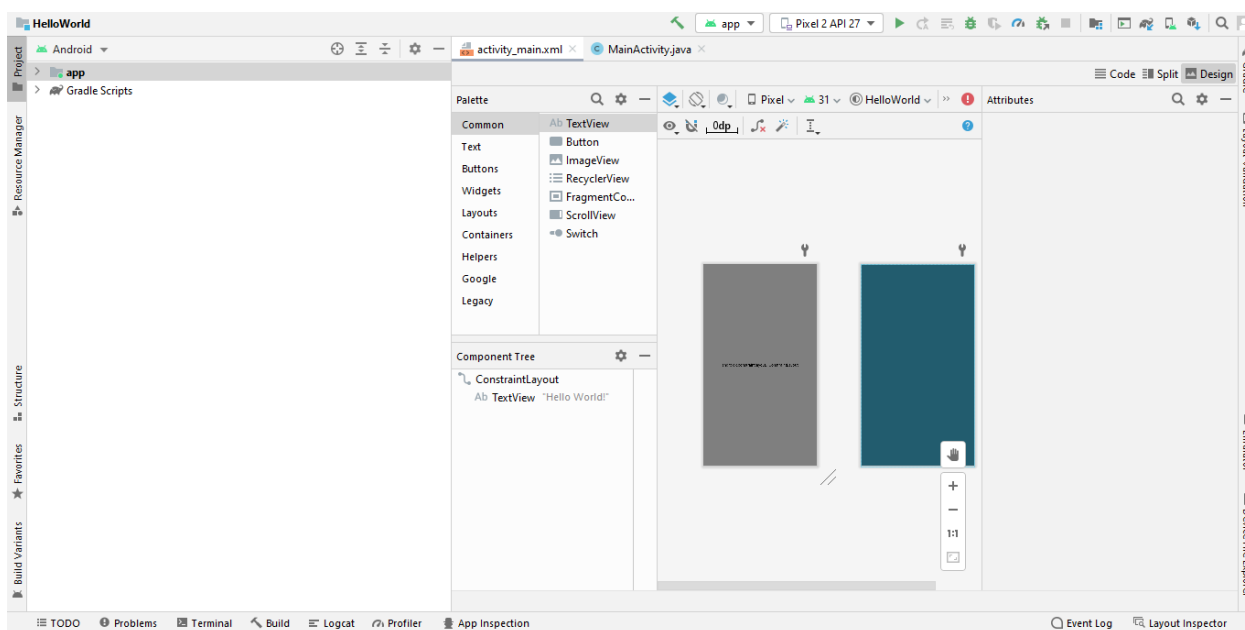 HelloWorld
app
Pixel 2 API 27
Android
activity_main.xml
MainActivity.java
app
Gradle Scripts
Code
Split
Design
Palette
Pixel
31
HelloWorld
Attributes
Common
Text
Buttons
Widgets
Layouts
Containers
Helpers
Google
Legacy
Ab TextView
Button
ImageView
RecyclerView
FragmentCo...
ScrollView
Switch
0dp
Component Tree
ConstraintLayout
Ab TextView "Hello World!"
1:1
Project
Resource Manager
Structure
Favorites
Build Variants
TODO
Problems
Terminal
Build
Logcat
Profiler
App Inspection
Event Log
Layout Inspector